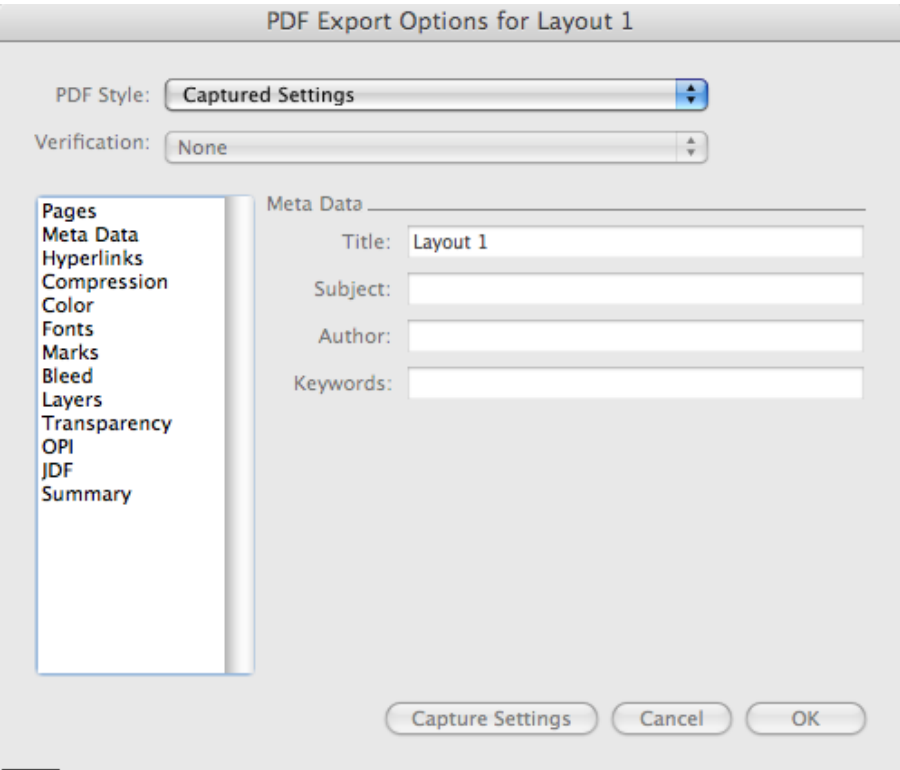 PDF Export Options for Layout 1
PDF Style: Captured Settings
Verification: None
Pages
Meta Data
Hyperlinks
Compression
Color
Fonts
Marks
Bleed
Layers
Transparency
OPI
JDF
Summary
Meta Data
Title: Layout 1
Subject:
Author:
Keywords:
Capture Settings Cancel OK